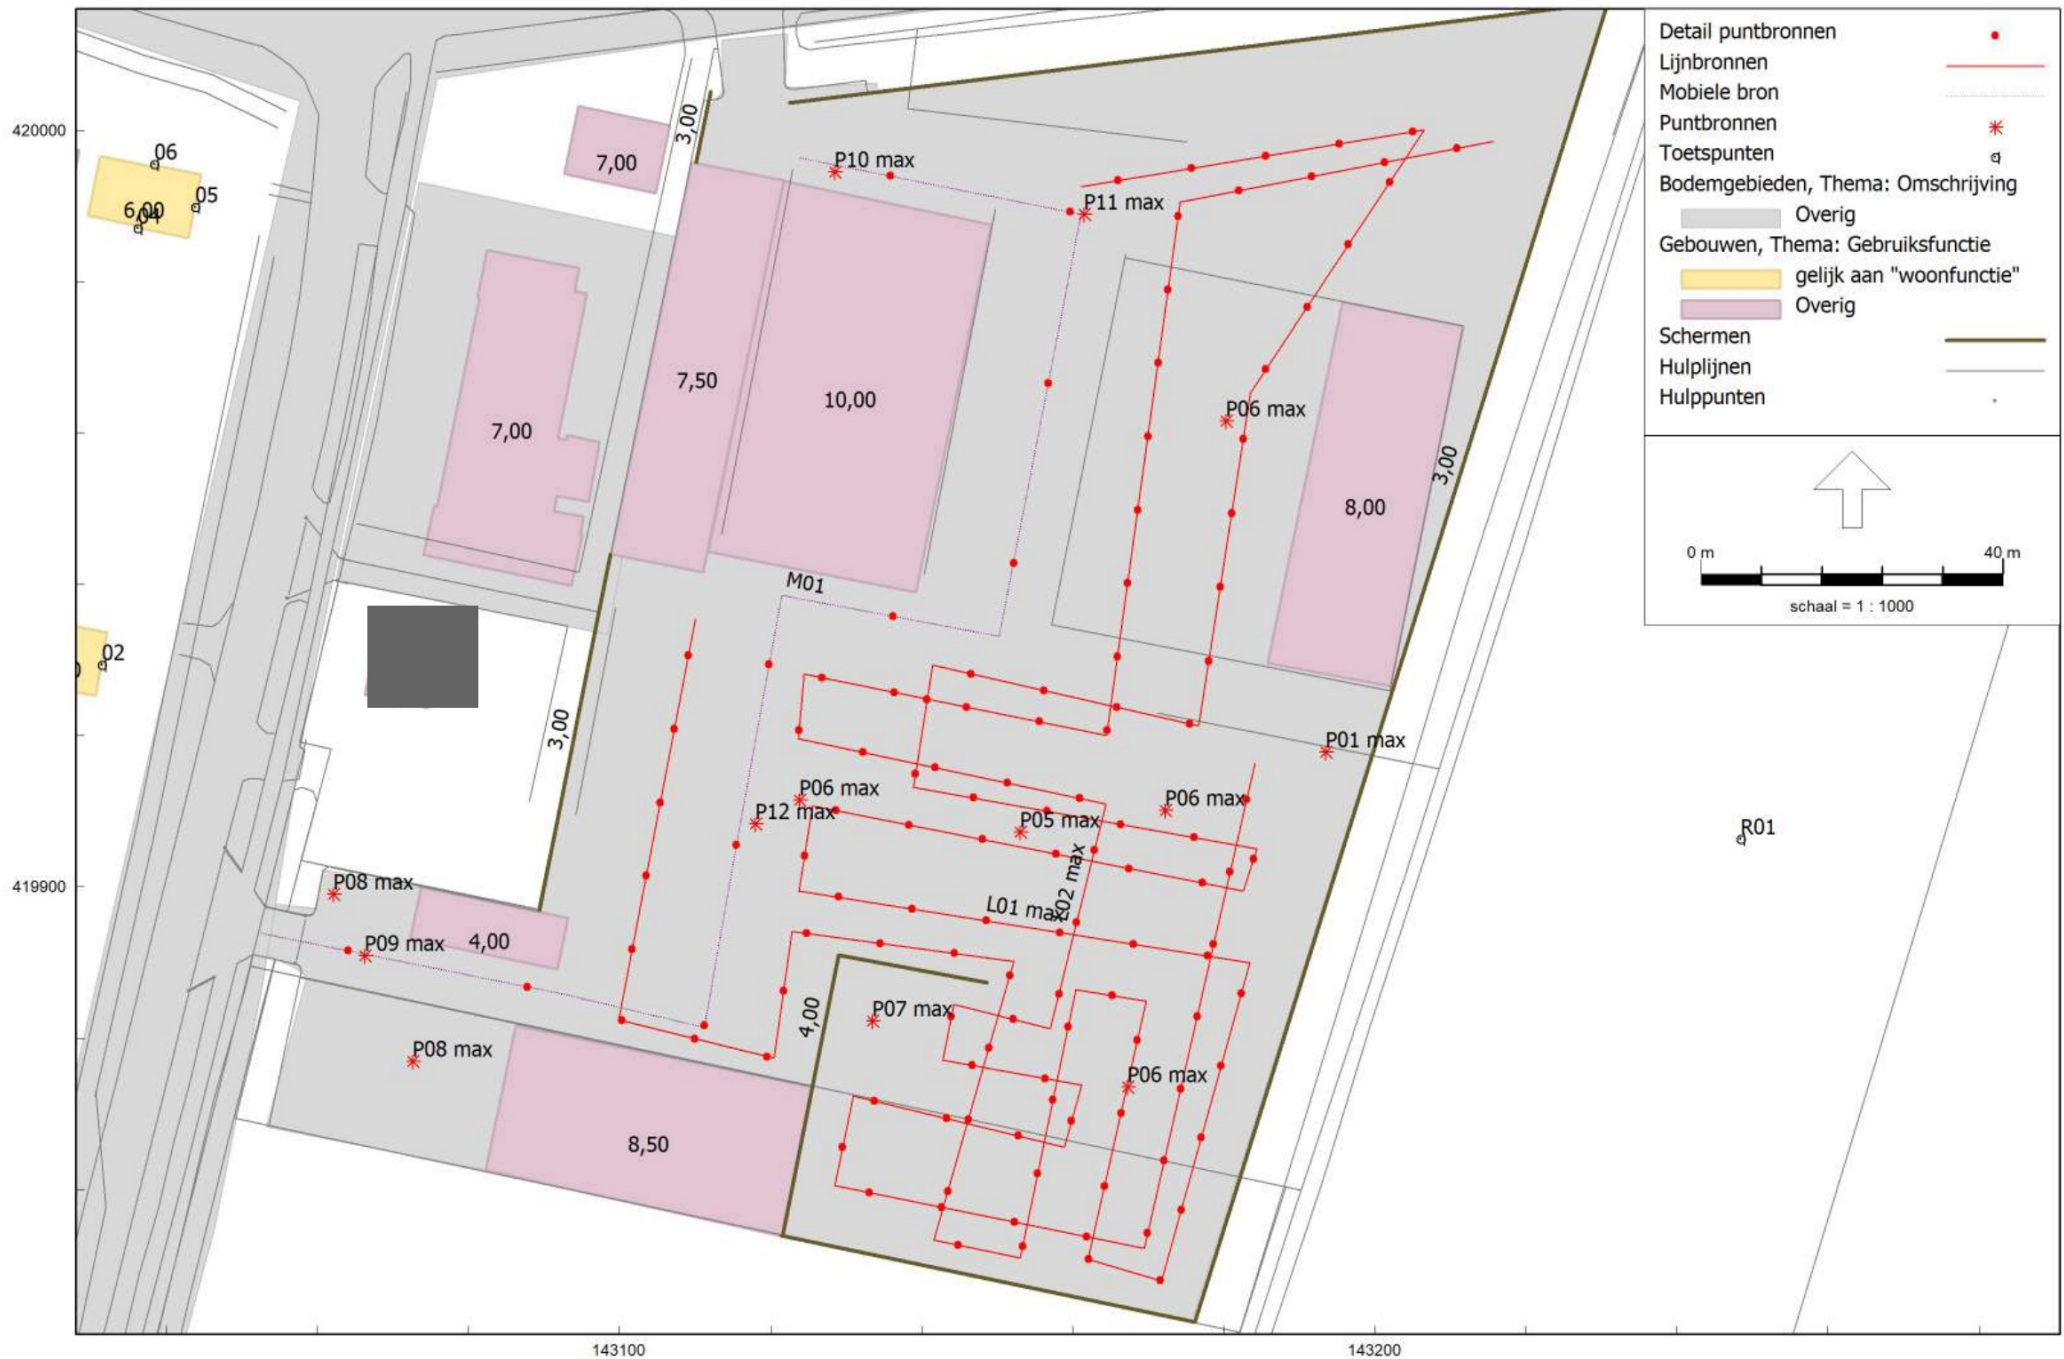 Detail puntbronnen
Lijnbronnen
Mobiele bron
Puntbronnen
Toetspunten
Bodemgebieden, Thema: Omschrijving
Overig
Gebouwen, Thema: Gebruiksfunctie
gelijk aan "woonfunctie"
Overig
Schermen
Hulplijnen
Hulppunten
0 m 40 m
schaal = 1 : 1000
420000
419900
143100
143200
06
05
6,00
04
02
3,00
7,00
P10 max
P11 max
7,50
10,00
7,00
P06 max
3,00
8,00
M01
3,00
P01 max
P06 max
P12 max
P05 max
P06 max
R01
L02 max
L01 max
P08 max
P09 max
4,00
P07 max
4,00
P08 max
P06 max
8,50